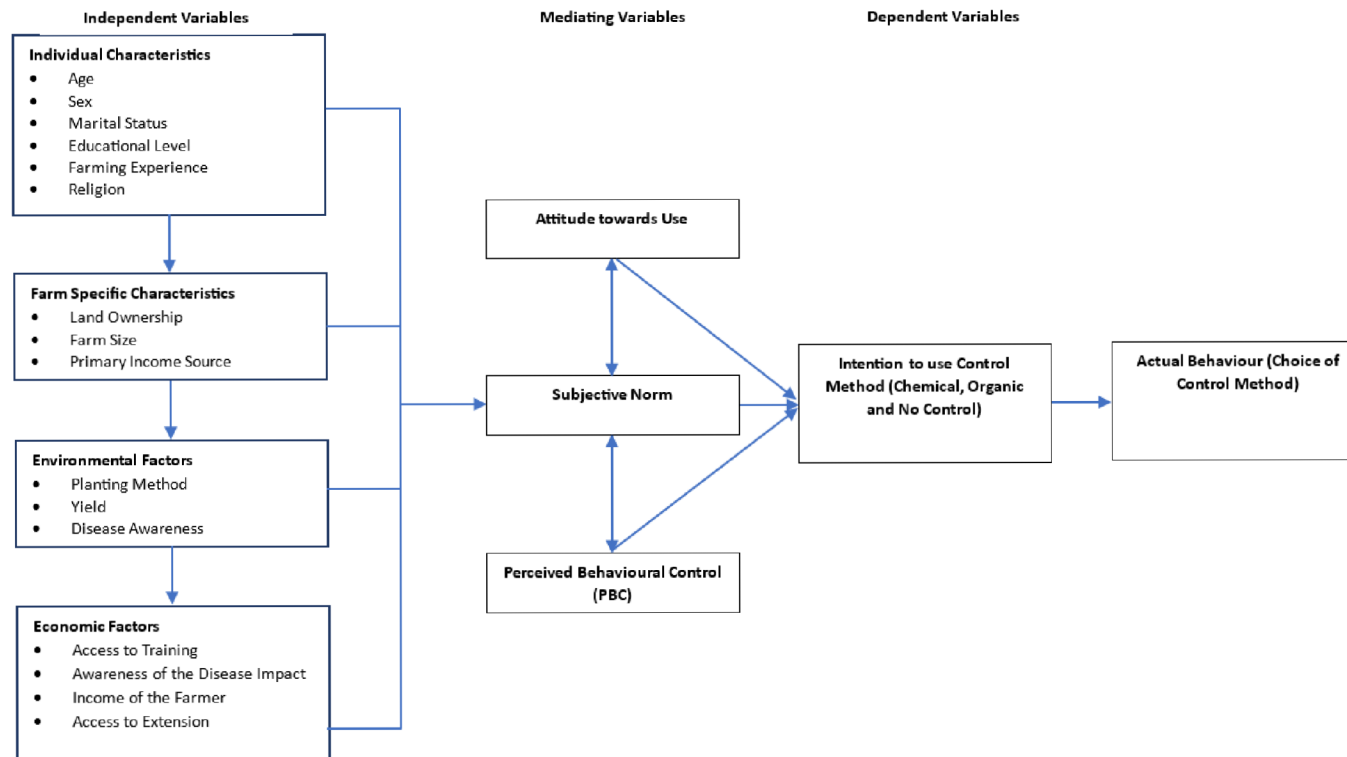 Independent Variables
Mediating Variables
Dependent Variables
Individual Characteristics
• Age
• Sex
• Marital Status
• Educational Level
• Farming Experience
• Religion
Farm Specific Characteristics
• Land Ownership
• Farm Size
• Primary Income Source
Environmental Factors
• Planting Method
• Yield
• Disease Awareness
Economic Factors
• Access to Training
• Awareness of the Disease Impact
• Income of the Farmer
• Access to Extension
Attitude towards Use
Subjective Norm
Perceived Behavioural Control
(PBC)
Intention to use Control
Method (Chemical, Organic
and No Control)
Actual Behaviour (Choice of
Control Method)